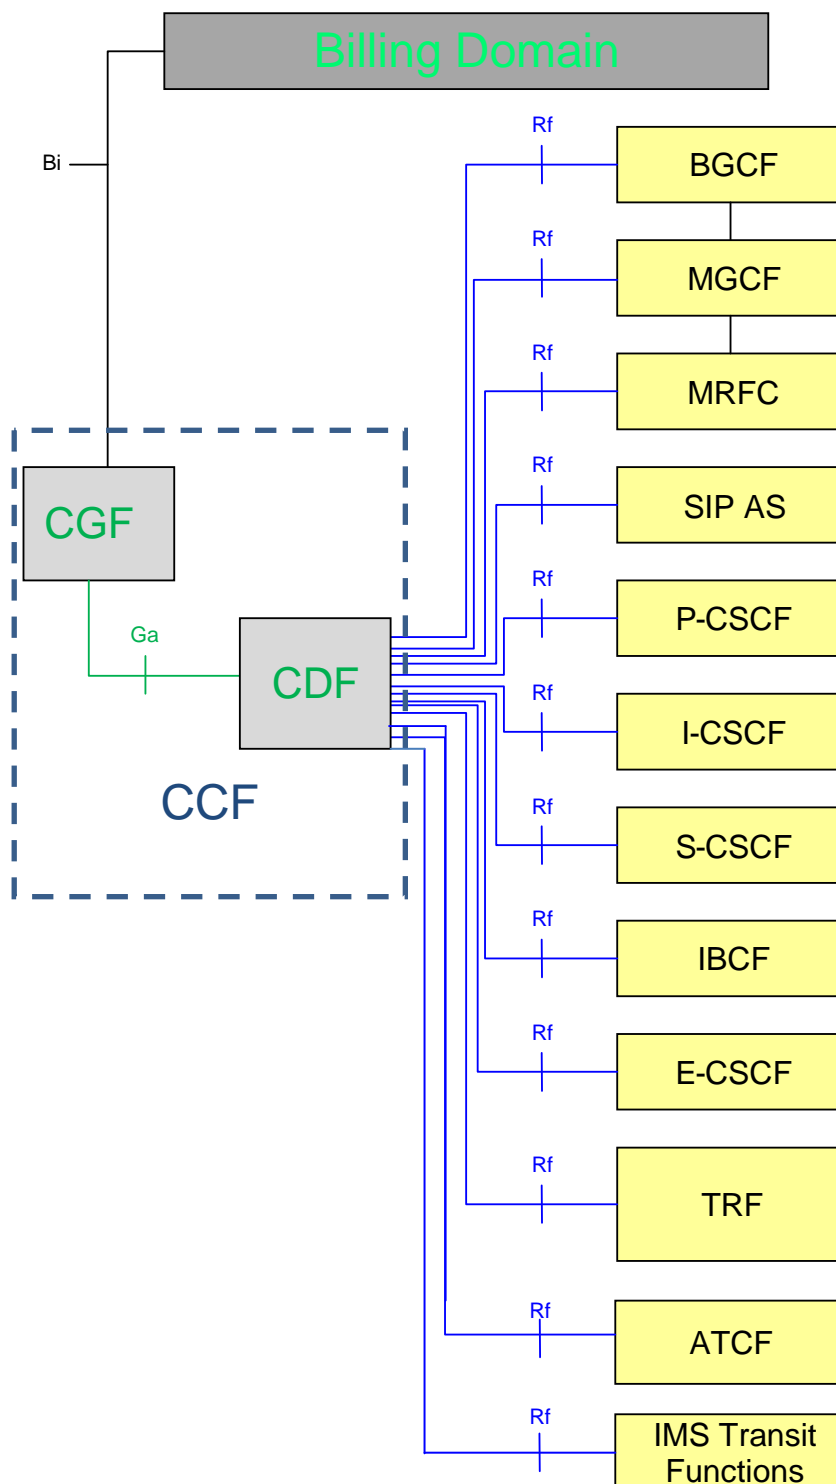 Billing Domain
Bi
Rf
BGCF
Rf
MGCF
Rf
MRFC
Rf
SIP AS
CGF
Rf
P-CSCF
Ga
CDF
Rf
I-CSCF
CCF
Rf
S-CSCF
Rf
IBCF
Rf
E-CSCF
Rf
TRF
Rf
ATCF
Rf
IMS Transit
Functions